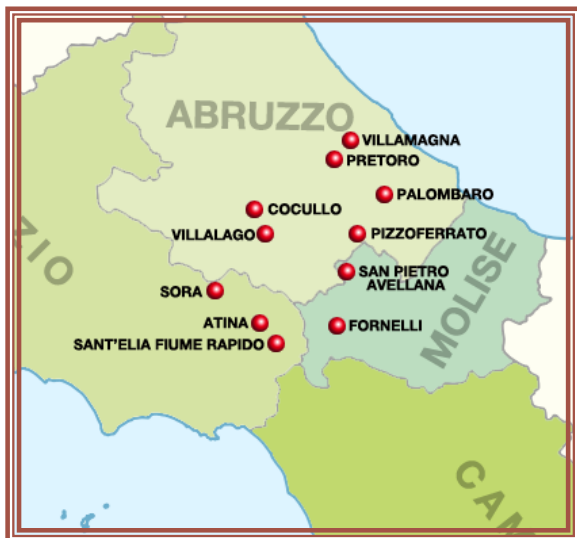 ABRUZZO
VILLAMAGNA
PRETORO
PALOMBARO
COCULLO
VILLALAGO
PIZZOFERRATO
ZIO
SAN PIETRO
AVELLANA
MOLISE
SORA
ATINA
FORNELLI
SANT'ELIA FIUME RAPIDO
CAM